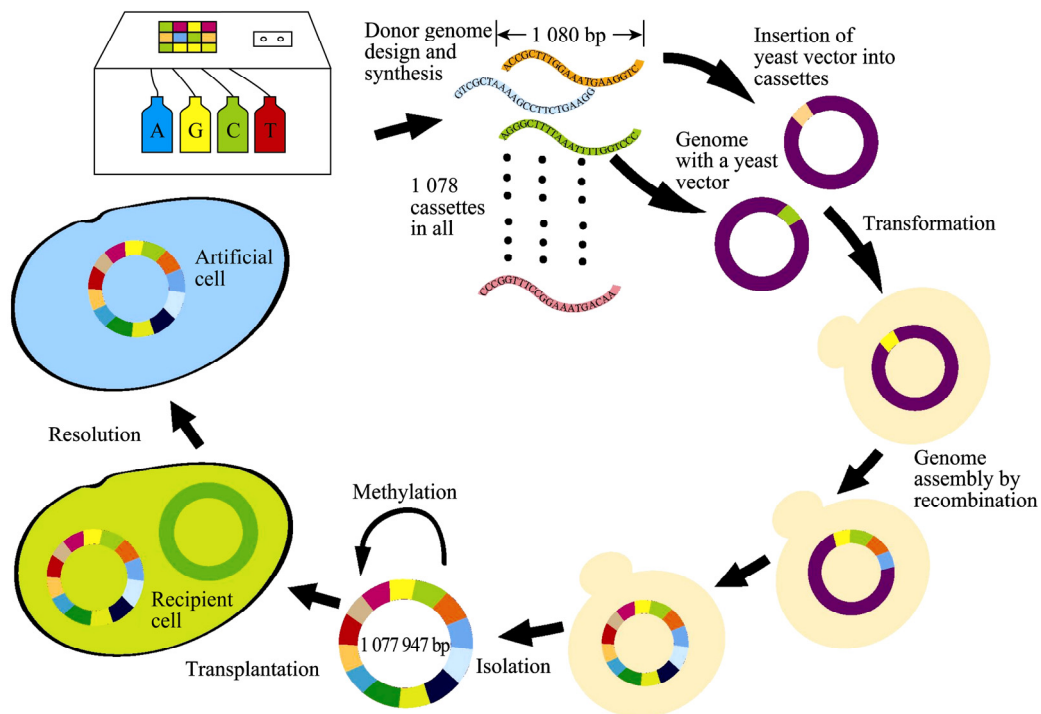 A G C T
Donor genome
design and
synthesis
1 080 bp
ACCGCTTTGGAAATGAAGGTC
GTCGCTAAAAGCCTTCTGAAGG
AGGGCTTTTAAATTTTGGTCCC
1 078
cassettes
in all
CCCGGTTTCCGGAAATGACAA
Insertion of
yeast vector into
cassettes
Genome
with a yeast
vector
Transformation
Genome
assembly by
recombination
Isolation
1 077 947 bp
Methylation
Transplantation
Recipient
cell
Resolution
Artificial
cell